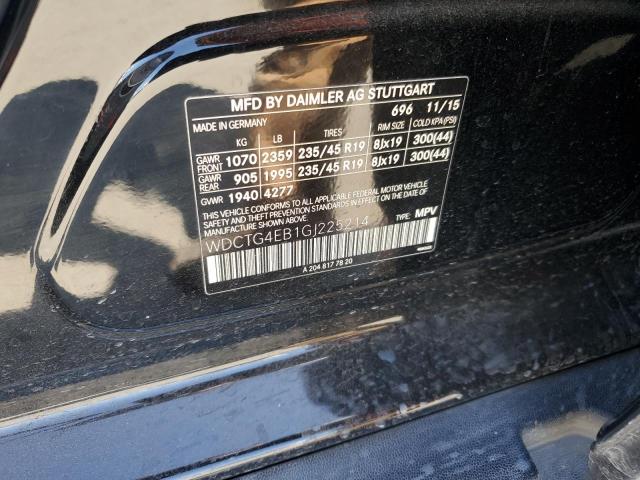 MFD BY DAIMLER AG STUTTGART
MADE IN GERMANY 696 11/15
KG LB TIRES RIM SIZE COLD KPA(PSI)
GAWR FRONT 1070 2359 235/45 R19 8Jx19 300(44)
GAWR REAR 905 1995 235/45 R19 8Jx19 300(44)
GVWR 1940 4277
THIS VEHICLE CONFORMS TO ALL APPLICABLE FEDERAL MOTOR VEHICLE
SAFETY AND THEFT PREVENTION STANDARDS IN EFFECT ON THE DATE OF MANU-
FACTURE SHOWN ABOVE.
WDCTG4EB1GJ225214 TYPE: MPV
A 204 817 78 20